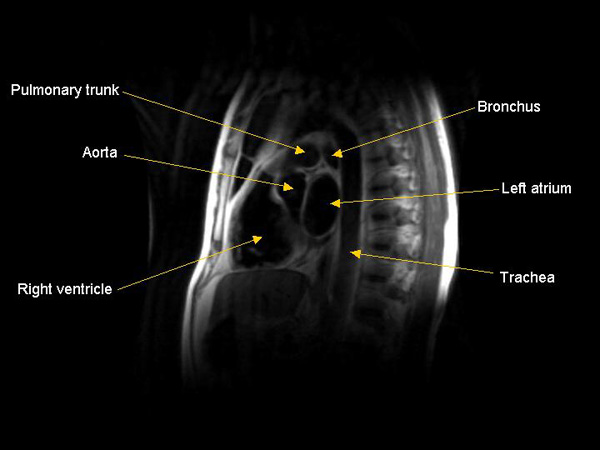 Pulmonary trunk
Bronchus
Aorta
Left atrium
Trachea
Right ventricle